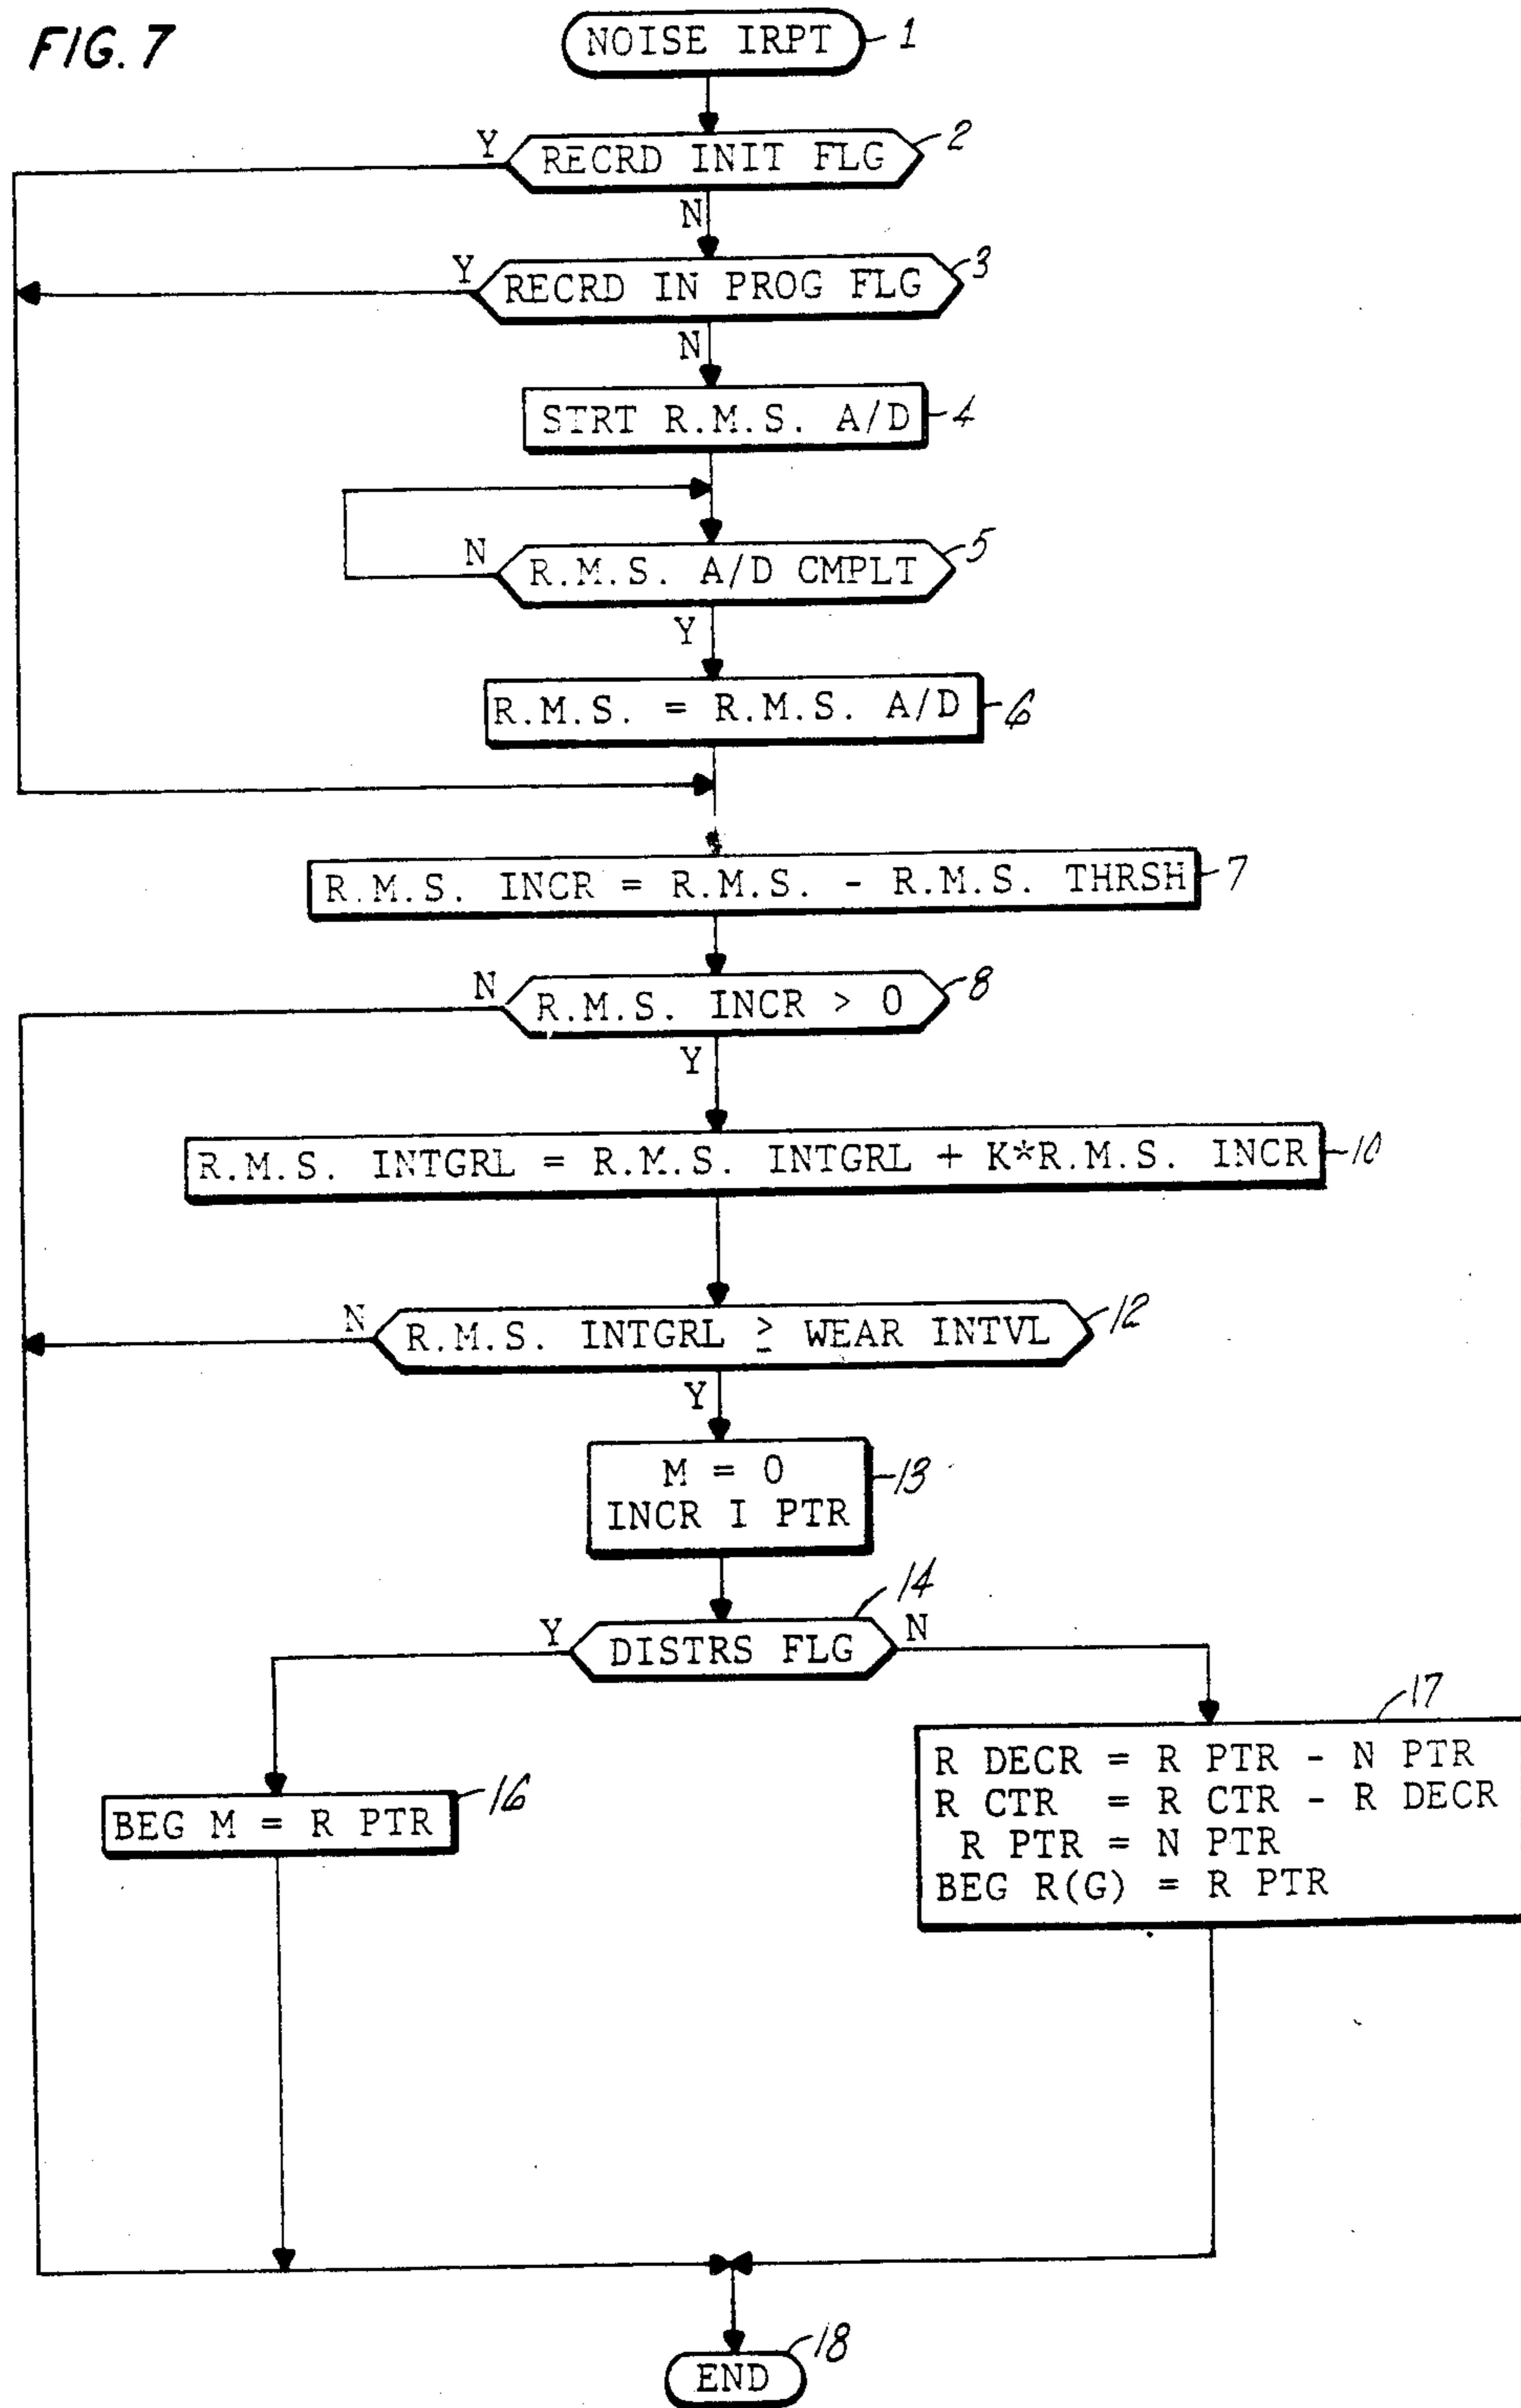 FIG. 7
NOISE IRPT
1
RECRD INIT FLG
2
Y
N
RECRD IN PROG FLG
3
Y
N
STRT R.M.S. A/D
4
R.M.S. A/D CMPLT
5
N
Y
R.M.S. = R.M.S. A/D
6
R.M.S. INCR = R.M.S. - R.M.S. THRSH
7
R.M.S. INCR > 0
8
N
Y
R.M.S. INTGRL = R.M.S. INTGRL + K*R.M.S. INCR
10
R.M.S. INTGRL ≥ WEAR INTVL
12
N
Y
M = 0
INCR I PTR
13
DISTRS FLG
14
Y
N
BEG M = R PTR
16
R DECR = R PTR - N PTR
R CTR = R CTR - R DECR
R PTR = N PTR
BEG R(G) = R PTR
17
END
18